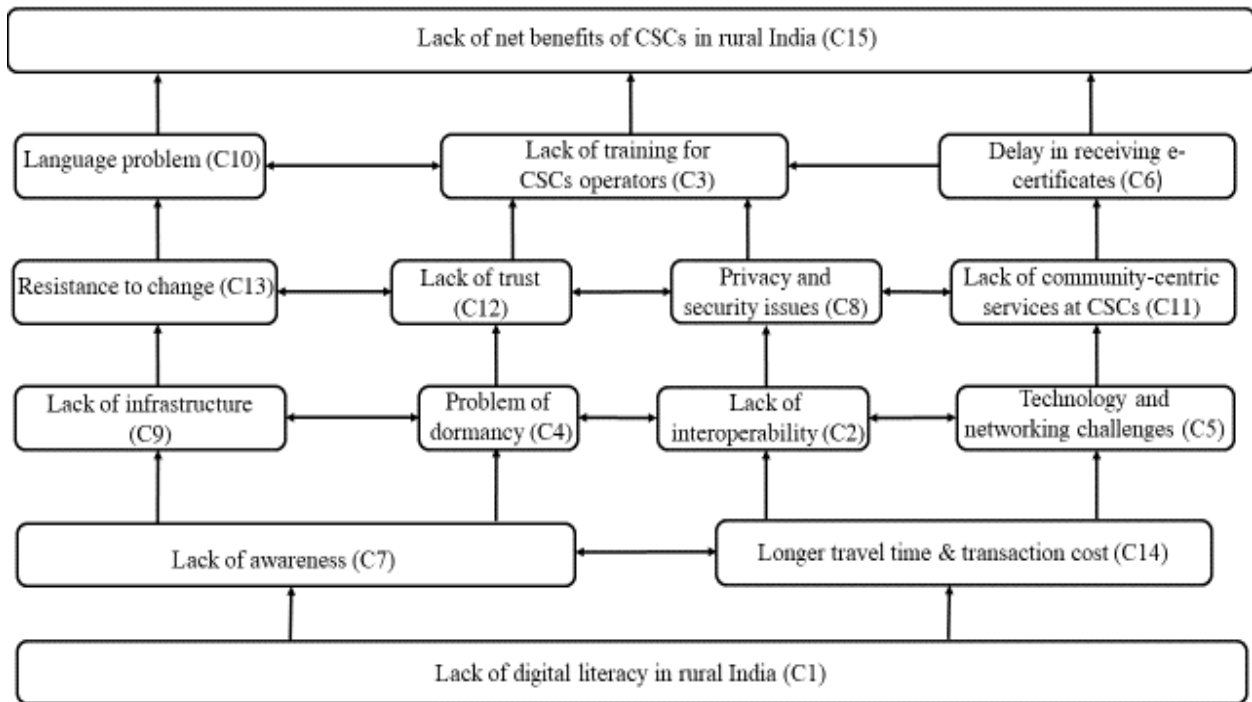 Lack of net benefits of CSCs in rural India (C15)
Language problem (C10)
Lack of training for
CSCs operators (C3)
Delay in receiving e-
certificates (C6)
Resistance to change (C13)
Lack of trust
(C12)
Privacy and
security issues (C8)
Lack of community-centric
services at CSCs (C11)
Lack of infrastructure
(C9)
Problem of
dormancy (C4)
Lack of
interoperability (C2)
Technology and
networking challenges (C5)
Lack of awareness (C7)
Longer travel time & transaction cost (C14)
Lack of digital literacy in rural India (C1)